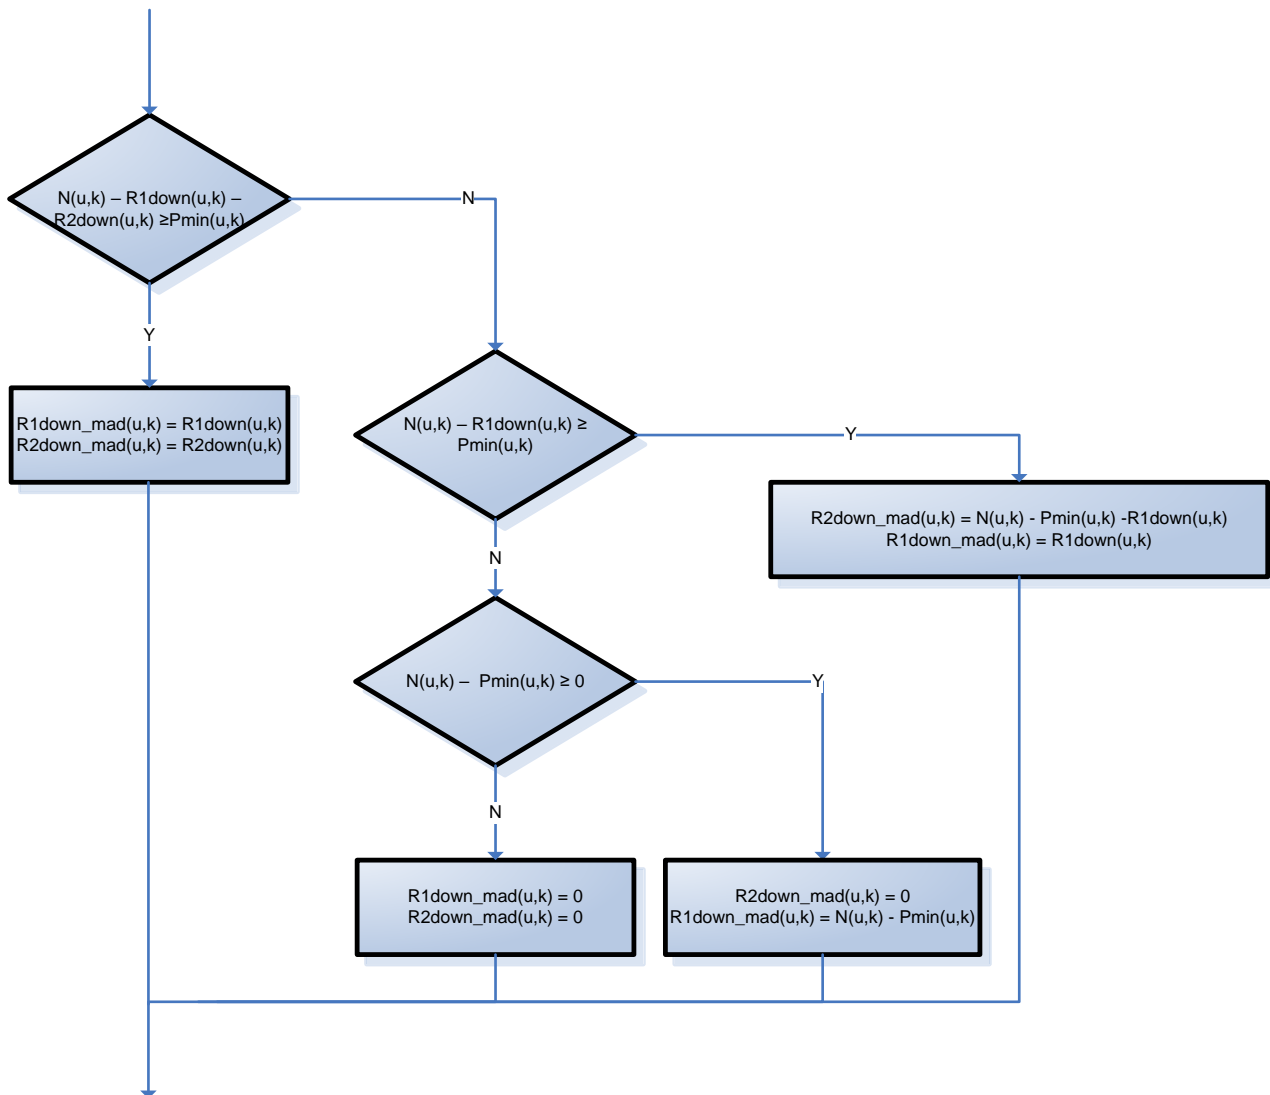 N(u,k) – R1down(u,k) –
R2down(u,k) ≥Pmin(u,k)
N
Y
R1down_mad(u,k) = R1down(u,k)
R2down_mad(u,k) = R2down(u,k)
N(u,k) – R1down(u,k) ≥
Pmin(u,k)
Y
R2down_mad(u,k) = N(u,k) - Pmin(u,k) -R1down(u,k)
R1down_mad(u,k) = R1down(u,k)
N
N(u,k) –  Pmin(u,k) ≥ 0
Y
N
R1down_mad(u,k) = 0
R2down_mad(u,k) = 0
R2down_mad(u,k) = 0
R1down_mad(u,k) = N(u,k) - Pmin(u,k)